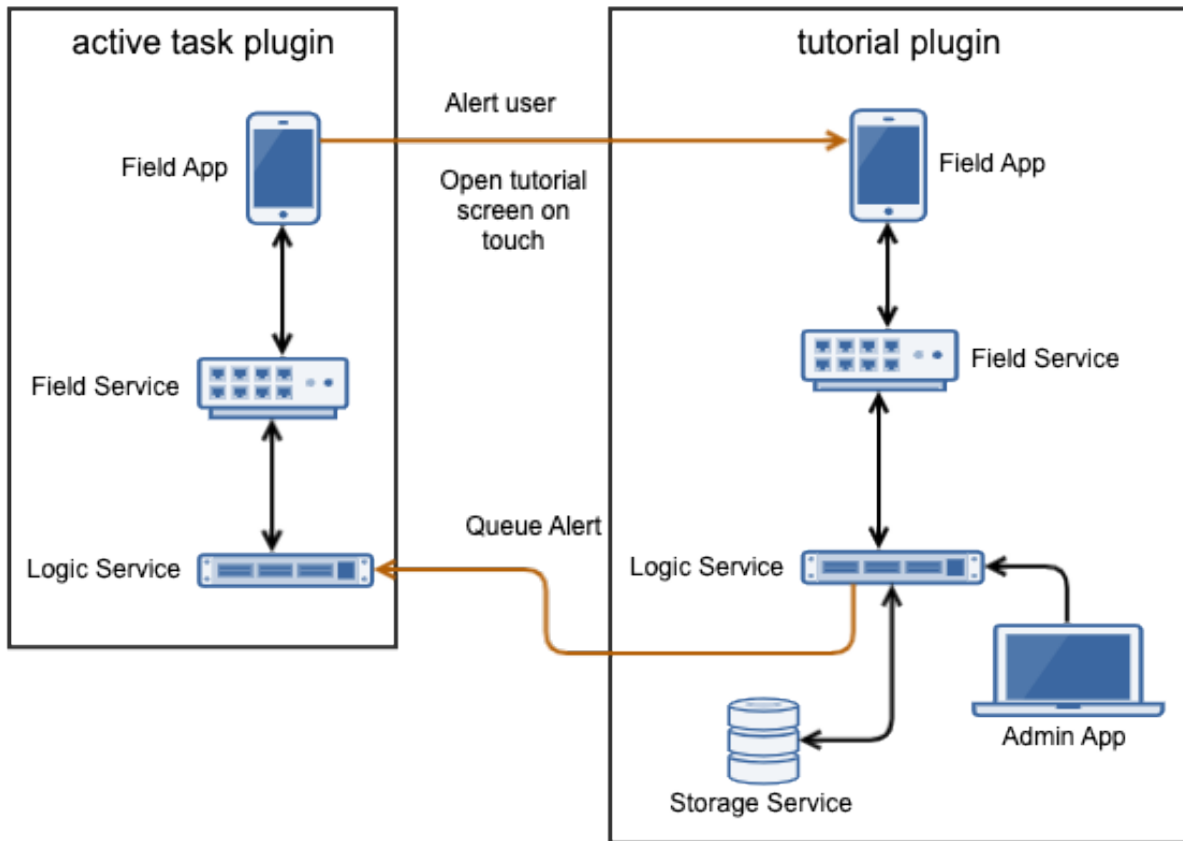 active task plugin
tutorial plugin
Alert user
Field App
Field App
Open tutorial
screen on
touch
Field Service
Field Service
Queue Alert
Logic Service
Logic Service
Admin App
Storage Service